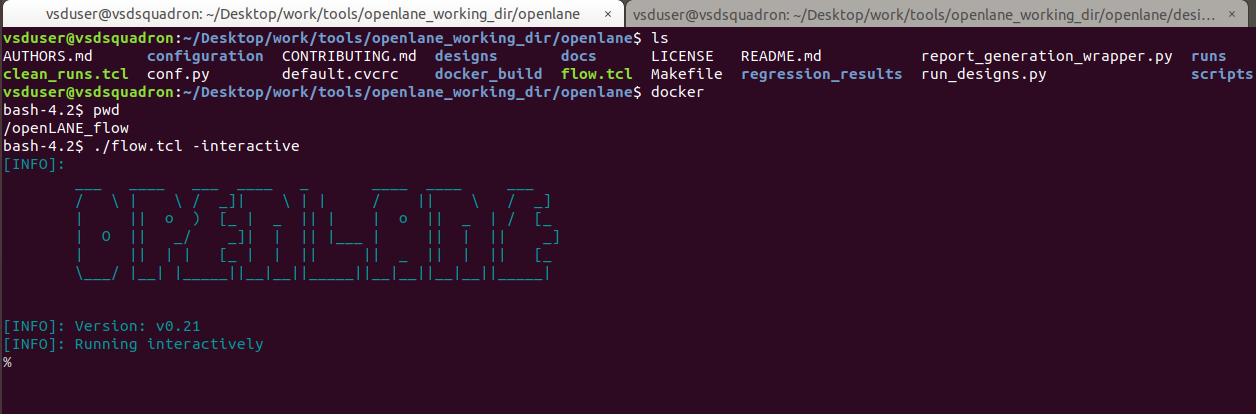 vsduser@vsdsquadron: ~/Desktop/work/tools/openlane_working_dir/openlane × vsduser@vsdsquadron: ~/Desktop/work/tools/openlane_working_dir/openlane/desi… ×
vsduser@vsdsquadron:~/Desktop/work/tools/openlane_working_dir/openlane$ ls
AUTHORS.md configuration CONTRIBUTING.md designs docs LICENSE README.md report_generation_wrapper.py runs
clean_runs.tcl conf.py default.cvcrc docker_build flow.tcl Makefile regression_results run_designs.py scripts
vsduser@vsdsquadron:~/Desktop/work/tools/openlane_working_dir/openlane$ docker
bash-4.2$ pwd
/openLANE_flow
bash-4.2$ ./flow.tcl -interactive
[INFO]:
OPENLANE
[INFO]: Version: v0.21
[INFO]: Running interactively
%